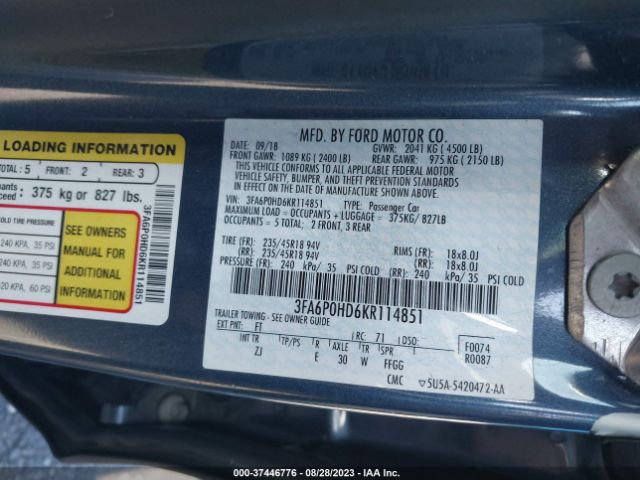 LOADING INFORMATION
TOTAL: 5 FRONT: 2 REAR: 3
375 kg or 827 lbs.
COLD TIRE PRESSURE
240 KPA, 35 PSI
240 KPA, 35 PSI
420 KPA, 60 PSI
SEE OWNERS
MANUAL FOR
ADDITIONAL
INFORMATION
3FA6P0HD6KR114851
MFD. BY FORD MOTOR CO.
DATE: 09/18 GVWR: 2041 KG ( 4500 LB)
FRONT GAWR: 1089 KG ( 2400 LB) REAR GAWR: 975 KG ( 2150 LB)
THIS VEHICLE CONFORMS TO ALL APPLICABLE FEDERAL MOTOR
VEHICLE SAFETY, BUMPER, AND THEFT PREVENTION STANDARDS
IN EFFECT ON THE DATE OF MANUFACTURE SHOWN ABOVE.
VIN: 3FA6P0HD6KR114851 TYPE: Passenger Car
MAXIMUM LOAD = OCCUPANTS + LUGGAGE = 375KG/ 827LB
OCCUPANTS = 5 TOTAL: 2 FRONT, 3 REAR
TIRE (FR): 235/45R18 94V RIMS (FR): 18x8.0J
(RR): 235/45R18 94V (RR): 18x8.0J
PRESSURE (FR): 240 kPa/ 35 PSI COLD (RR): 240 kPa/ 35 PSI COLD
3FA6P0HD6KR114851
TRAILER TOWING - SEE OWNER GUIDE
EXT PNT: FT RC: 71 DSO: F0074
INT TR TP/PS R AXLE TR SPR R0087
ZJ E 30 W FFGG
CMC 5U5A-5420472-AA
CONTROL: 37446776 - 08/28/2023 - COPYRIGHT IAA, LLC.